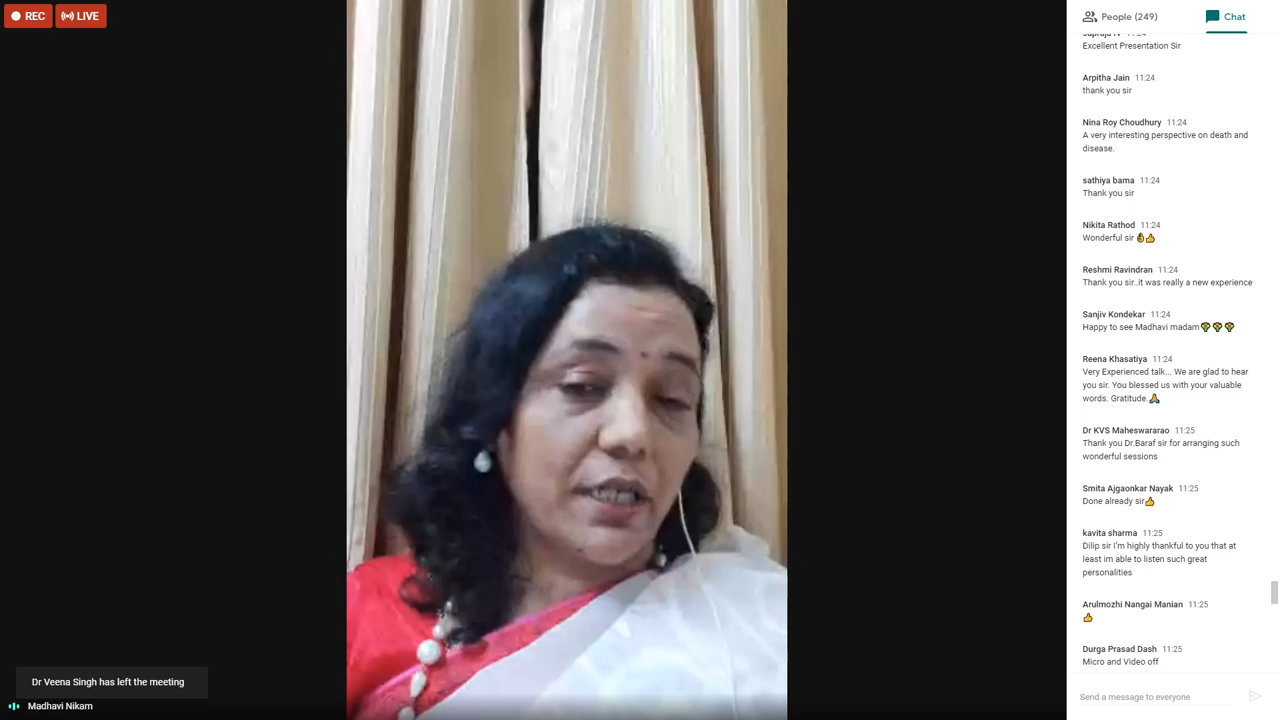 REC
LIVE
People (249)
Chat
11:24
Excellent Presentation Sir
Arpitha Jain 11:24
thank you sir
Nina Roy Choudhury 11:24
A very interesting perspective on death and
disease.
sathiya bama 11:24
Thank you sir
Nikita Rathod 11:24
Wonderful sir 👌👍
Reshmi Ravindran 11:24
Thank you sir..it was really a new experience
Sanjiv Kondekar 11:24
Happy to see Madhavi madam💐💐💐
Reena Khasatiya 11:24
Very Experienced talk... We are glad to hear
you sir. You blessed us with your valuable
words. Gratitude.🙏
Dr KVS Maheswararao 11:25
Thank you Dr.Baraf sir for arranging such
wonderful sessions
Smita Ajgaonkar Nayak 11:25
Done already sir👍
kavita sharma 11:25
Dilip sir I'm highly thankful to you that at
least im able to listen such great
personalities
Arulmozhi Nangai Manian 11:25
👍
Durga Prasad Dash 11:25
Micro and Video off
Send a message to everyone
Dr Veena Singh has left the meeting
Madhavi Nikam